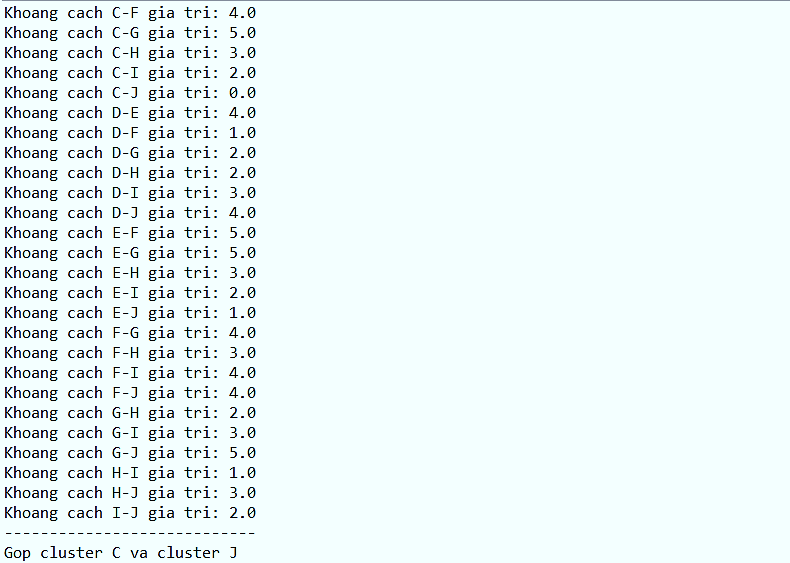 Khoang cach C-F gia tri: 4.0
Khoang cach C-G gia tri: 5.0
Khoang cach C-H gia tri: 3.0
Khoang cach C-I gia tri: 2.0
Khoang cach C-J gia tri: 0.0
Khoang cach D-E gia tri: 4.0
Khoang cach D-F gia tri: 1.0
Khoang cach D-G gia tri: 2.0
Khoang cach D-H gia tri: 2.0
Khoang cach D-I gia tri: 3.0
Khoang cach D-J gia tri: 4.0
Khoang cach E-F gia tri: 5.0
Khoang cach E-G gia tri: 5.0
Khoang cach E-H gia tri: 3.0
Khoang cach E-I gia tri: 2.0
Khoang cach E-J gia tri: 1.0
Khoang cach F-G gia tri: 4.0
Khoang cach F-H gia tri: 3.0
Khoang cach F-I gia tri: 4.0
Khoang cach F-J gia tri: 4.0
Khoang cach G-H gia tri: 2.0
Khoang cach G-I gia tri: 3.0
Khoang cach G-J gia tri: 5.0
Khoang cach H-I gia tri: 1.0
Khoang cach H-J gia tri: 3.0
Khoang cach I-J gia tri: 2.0
----------------------------
Gop cluster C va cluster J